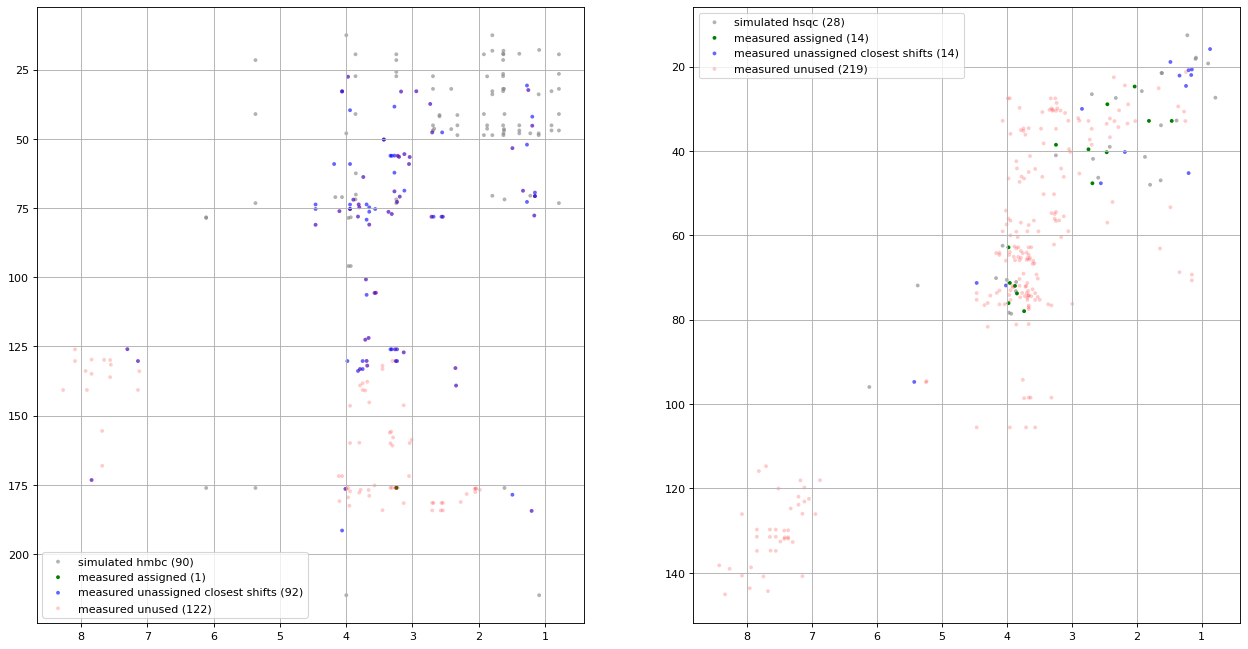 25
50
75
100
125
150
175
200
8 7 6 5 4 3 2 1
simulated hmbc (90)
measured assigned (1)
measured unassigned closest shifts (92)
measured unused (122)
20
40
60
80
100
120
140
8 7 6 5 4 3 2 1
simulated hsqc (28)
measured assigned (14)
measured unassigned closest shifts (14)
measured unused (219)